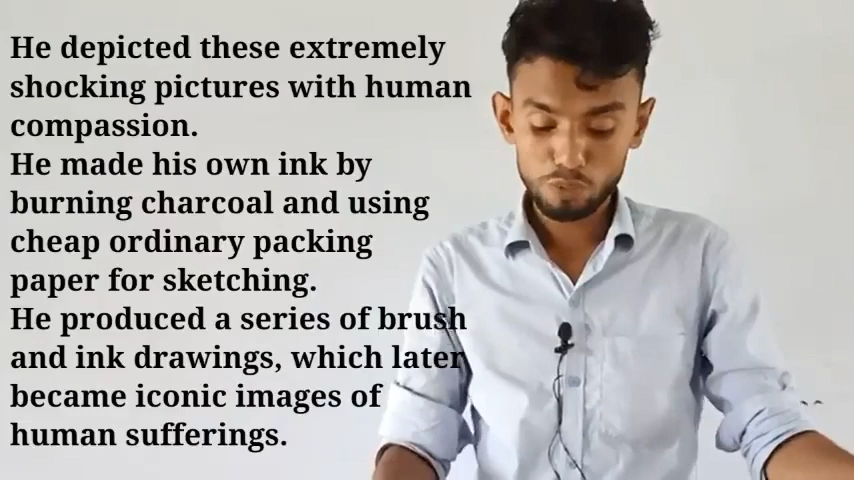 He depicted these extremely
shocking pictures with human
compassion.
He made his own ink by
burning charcoal and using
cheap ordinary packing
paper for sketching.
He produced a series of brush
and ink drawings, which later
became iconic images of
human sufferings.